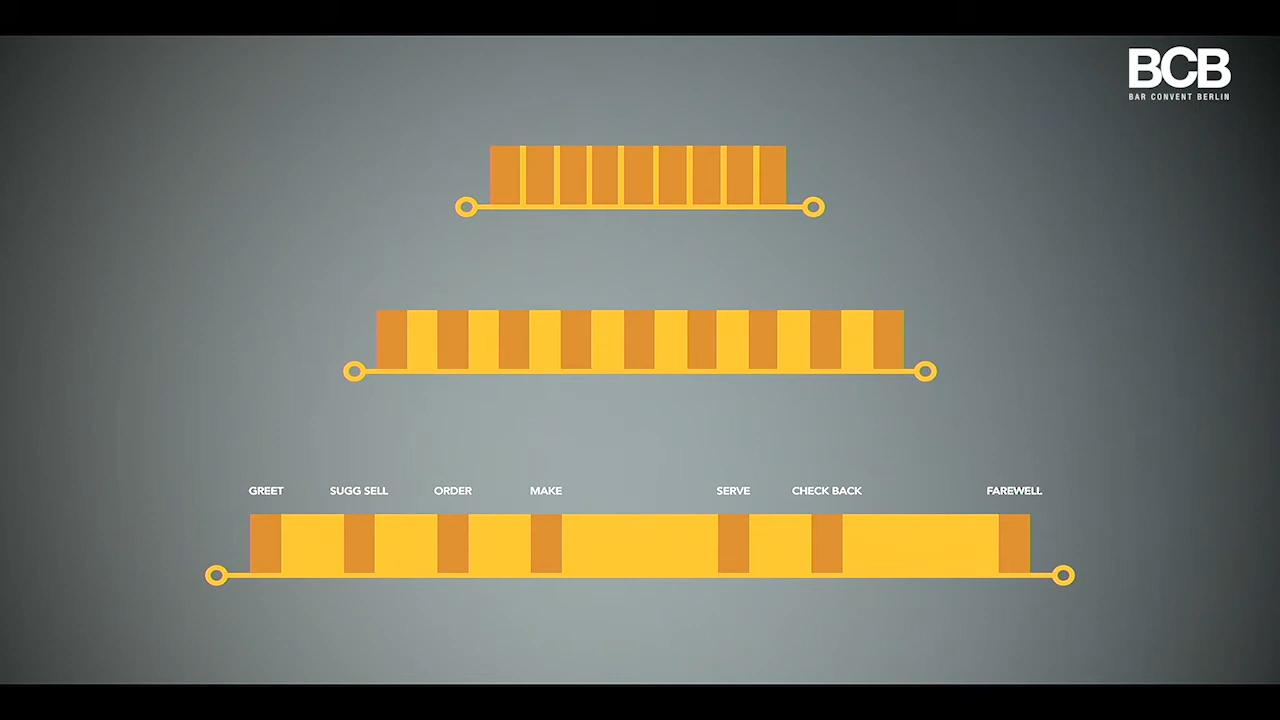 BCB
BAR CONVENT BERLIN
GREET SUGG SELL ORDER MAKE SERVE CHECK BACK FAREWELL